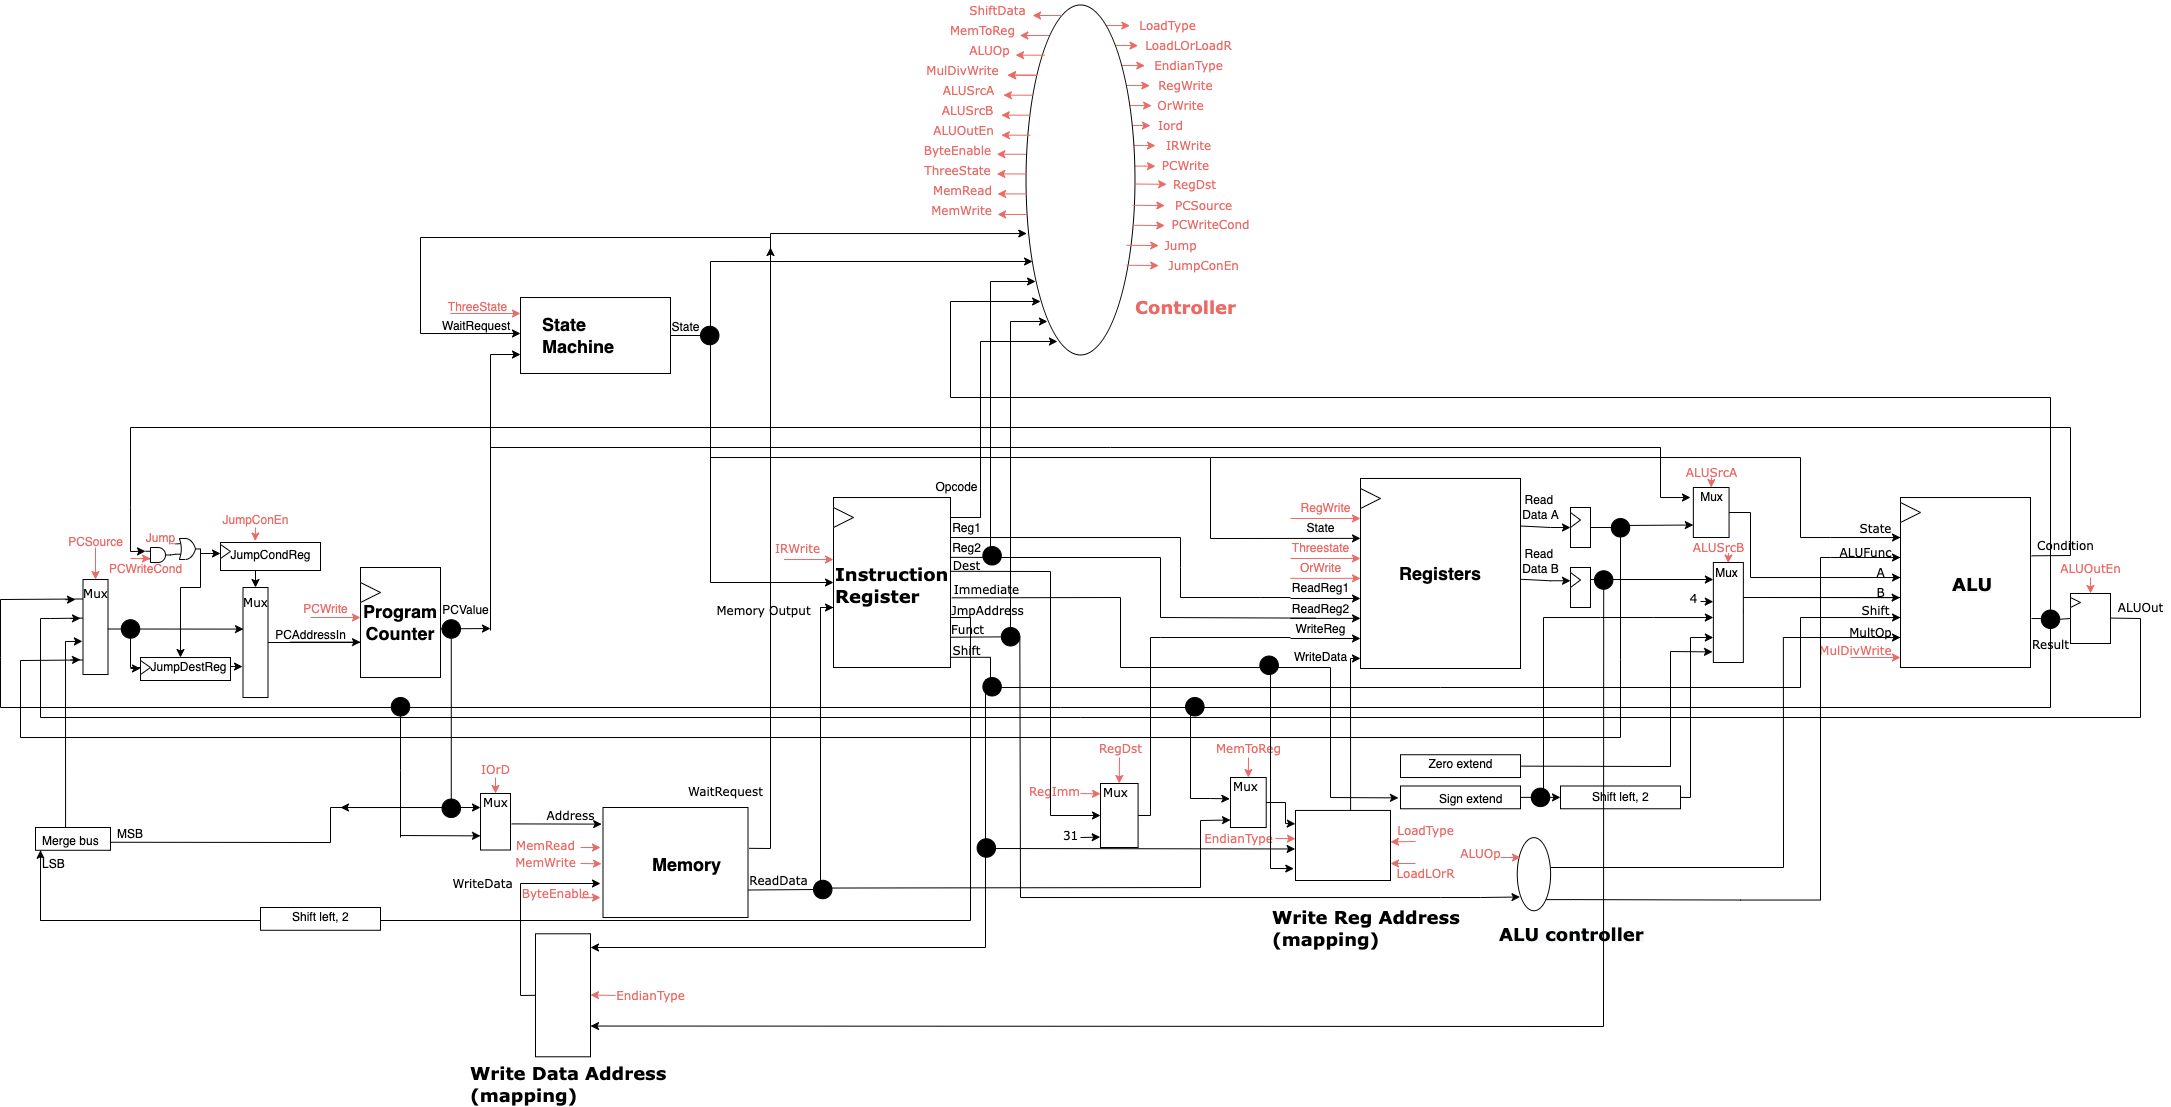 ShiftData
MemToReg
ALUOp
MulDivWrite
ALUSrcA
ALUSrcB
ALUOutEn
ByteEnable
ThreeState
MemRead
MemWrite
LoadType
LoadLOrLoadR
EndianType
RegWrite
OrWrite
Iord
IRWrite
PCWrite
RegDst
PCSource
PCWriteCond
Jump
JumpConEn
Controller
ThreeState
WaitRequest
State
Machine
State
PCSource
Jump
PCWriteCond
JumpConEn
JumpCondReg
Mux
Mux
JumpDestReg
PCWrite
PCAddressIn
Program
Counter
PCValue
IRWrite
Memory Output
Instruction
Register
Opcode
Reg1
Reg2
Dest
Immediate
JmpAddress
Funct
Shift
RegWrite
State
Threestate
OrWrite
ReadReg1
ReadReg2
WriteReg
WriteData
Registers
Read
Data A
Read
Data B
ALUSrcA
Mux
ALUSrcB
Mux
4
State
ALUFunc
A
B
Shift
MultOp
MulDivWrite
ALU
Condition
Result
ALUOutEn
ALUOut
Merge bus
MSB
LSB
Shift left, 2
IOrD
Mux
Address
MemRead
MemWrite
WriteData
ByteEnable
Memory
WaitRequest
ReadData
RegDst
RegImm
Mux
31
MemToReg
Mux
EndianType
LoadType
LoadLOrR
Zero extend
Sign extend
Shift left, 2
ALUOp
ALU controller
Write Reg Address
(mapping)
EndianType
Write Data Address
(mapping)